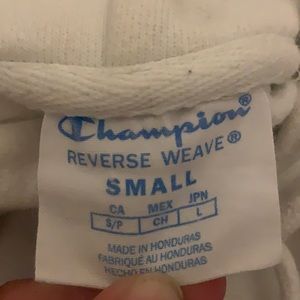 Champion®
REVERSE WEAVE®
SMALL
CA MEX JPN
S/P CH L
MADE IN HONDURAS
FABRIQUÉ AU HONDURAS
HECHO EN HONDURAS